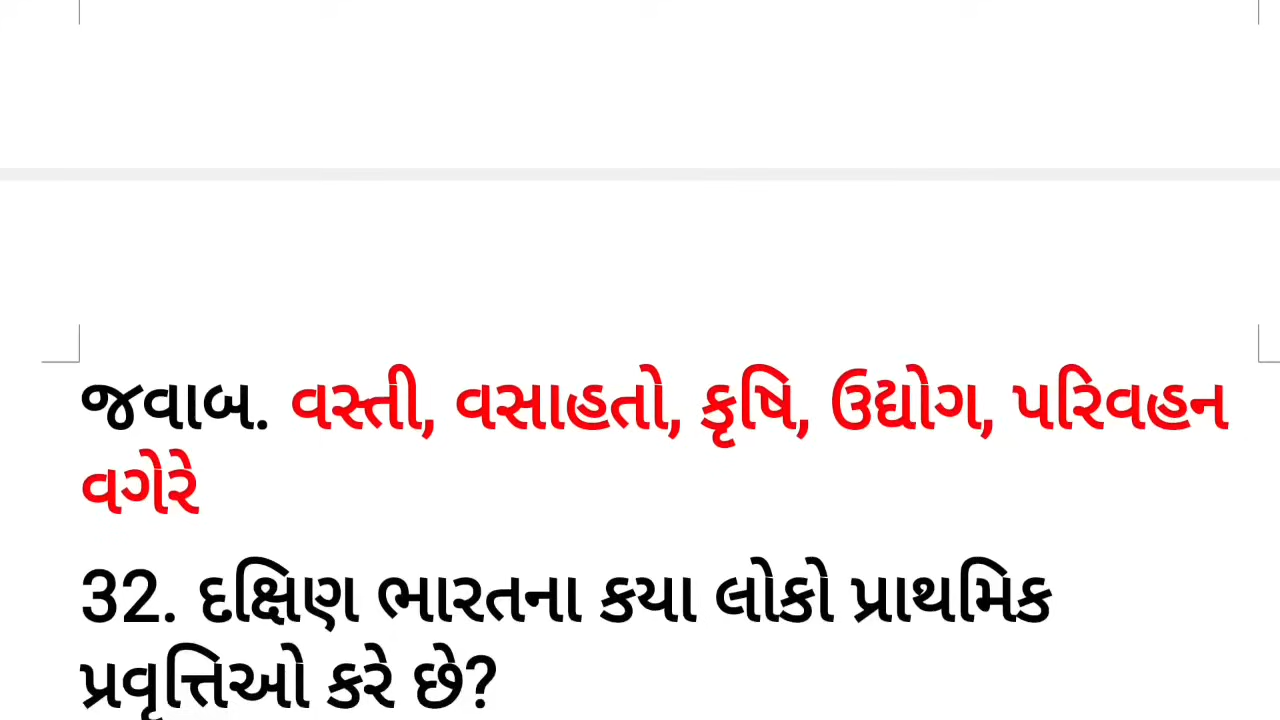 જવાબ. વસ્તી, વસાહતો, કૃષિ, ઉદ્યોગ, પરિવહન
વગેરે
32. દક્ષિણ ભારતના કયા લોકો પ્રાથમિક
પ્રવૃત્તિઓ કરે છે?